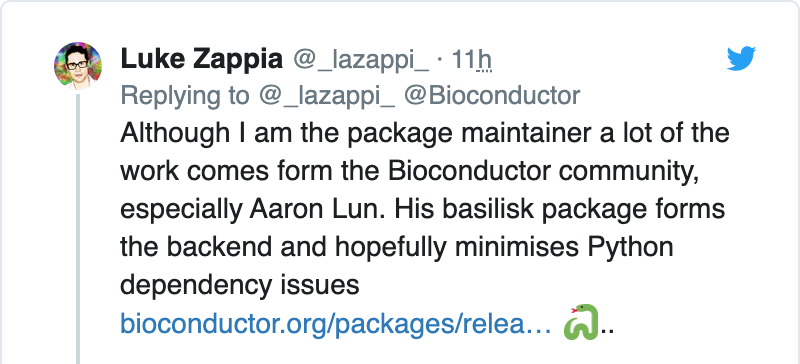 Luke Zappia @_lazappi_ · 11h
Replying to @_lazappi_ @Bioconductor
Although I am the package maintainer a lot of the
work comes form the Bioconductor community,
especially Aaron Lun. His basilisk package forms
the backend and hopefully minimises Python
dependency issues
bioconductor.org/packages/relea… 🐍..